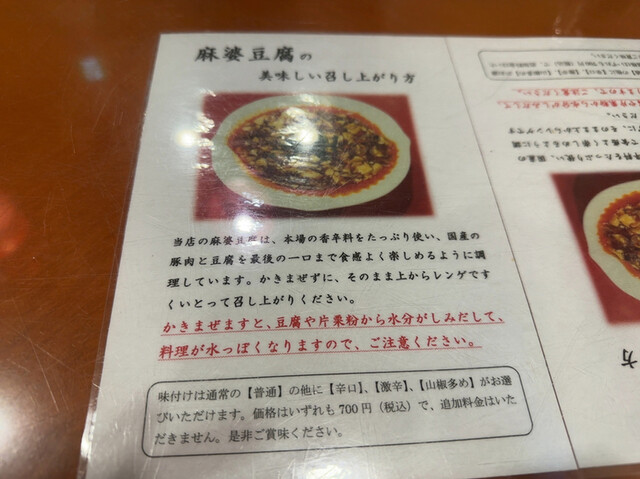 麻婆豆腐の
美味しい召し上がり方
当店の麻婆豆腐は、本場の香辛料をたっぷり使い、国産の
豚肉と豆腐を最後の一口まで食感よく楽しめるように調
理しています。かきまぜずに、そのまま上からレンゲです
くいとって召し上がりください。
かきまぜますと、豆腐や片栗粉から水分がしみだして、
料理が水っぽくなりますので、ご注意ください。
味付けは通常の【普通】の他に【辛口】、【激辛】、【山椒多め】がお選
びいただけます。価格はいずれも700円（税込）で、追加料金はいた
だきません。是非ご賞味ください。